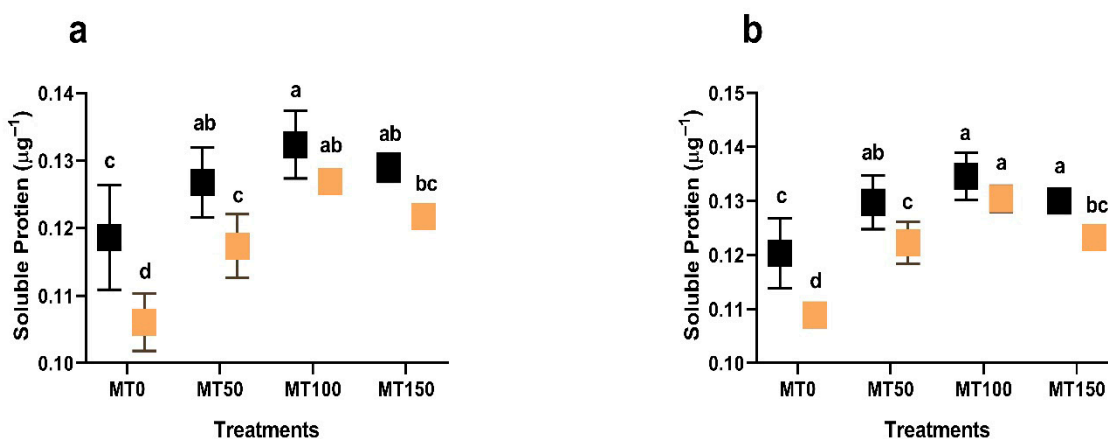 a
Soluble Protien (μg⁻¹)
0.14
0.13
0.12
0.11
0.10
c
d
ab
c
a
ab
ab
bc
MT0 MT50 MT100 MT150
Treatments
b
Soluble Protien (μg⁻¹)
0.15
0.14
0.13
0.12
0.11
0.10
c
d
ab
c
a
a
a
bc
MT0 MT50 MT100 MT150
Treatments